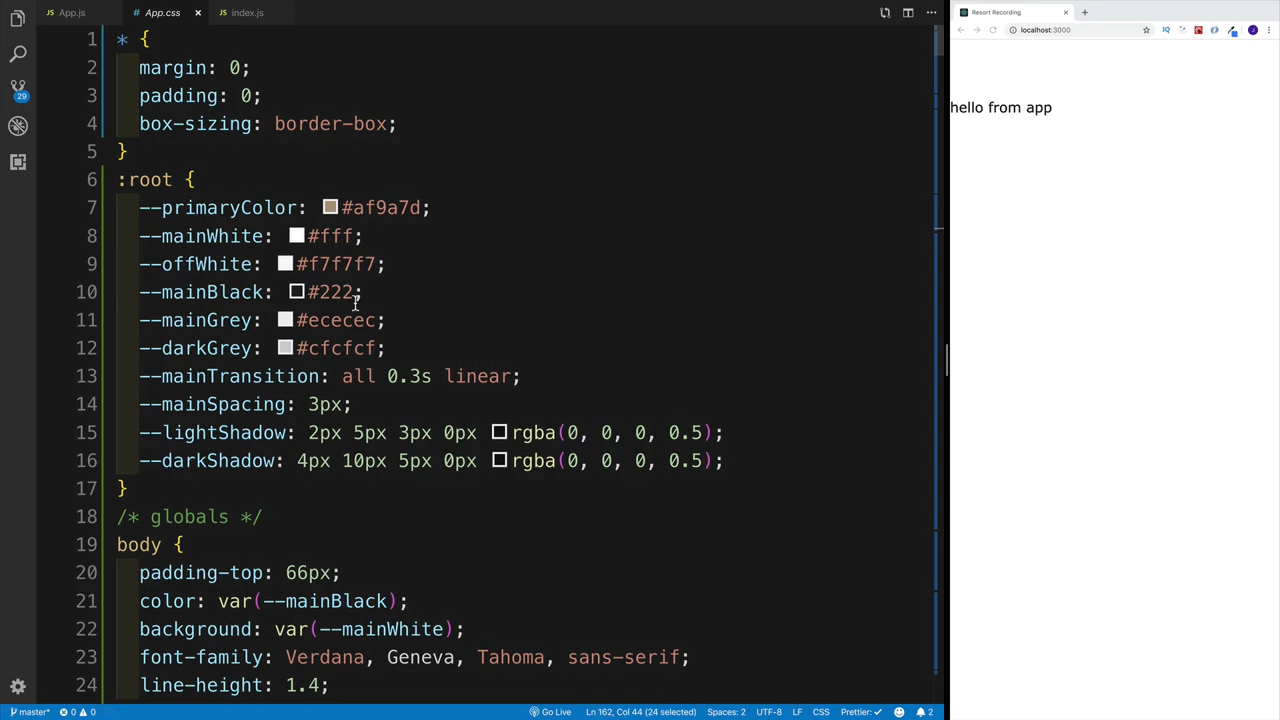 App.js
# App.css ×
index.js
1 * {
2 margin: 0;
3 padding: 0;
4 box-sizing: border-box;
5 }
6 :root {
7 --primaryColor: #af9a7d;
8 --mainWhite: #fff;
9 --offWhite: #f7f7f7;
10 --mainBlack: #222;
11 --mainGrey: #ececec;
12 --darkGrey: #cfcfcf;
13 --mainTransition: all 0.3s linear;
14 --mainSpacing: 3px;
15 --lightShadow: 2px 5px 3px 0px rgba(0, 0, 0, 0.5);
16 --darkShadow: 4px 10px 5px 0px rgba(0, 0, 0, 0.5);
17 }
18 /* globals */
19 body {
20 padding-top: 66px;
21 color: var(--mainBlack);
22 background: var(--mainWhite);
23 font-family: Verdana, Geneva, Tahoma, sans-serif;
24 line-height: 1.4;
29
master* 0 0 Go Live Ln 162, Col 44 (24 selected) Spaces: 2 UTF-8 LF CSS Prettier: ✓ 2
Resort Recording
localhost:3000
IQ
J
hello from app